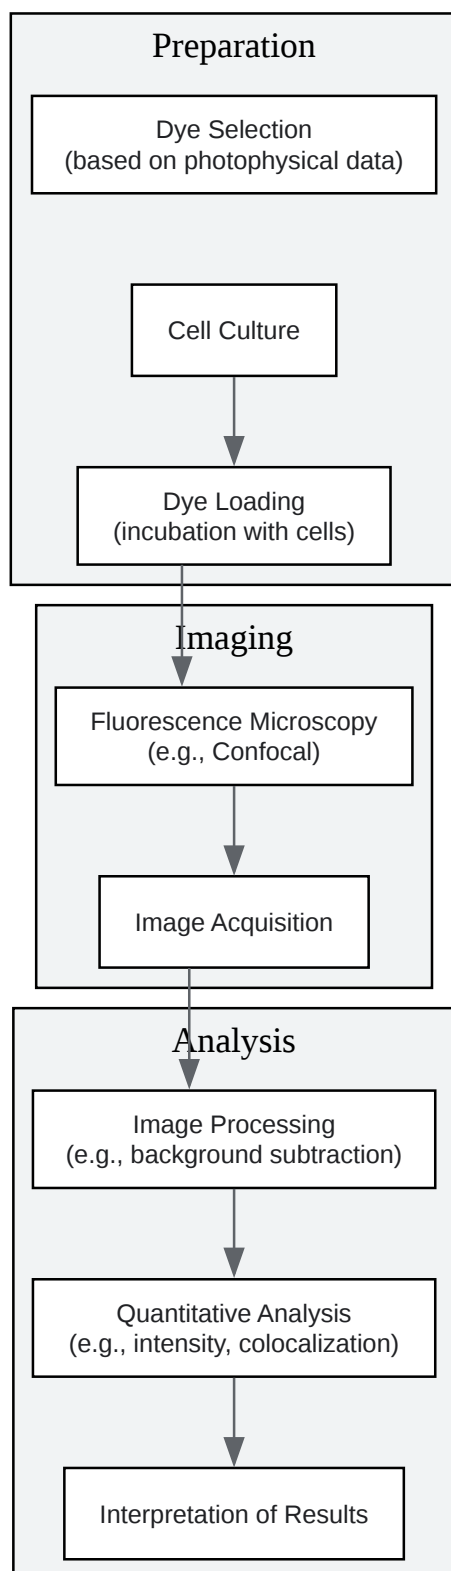 Preparation
Dye Selection
(based on photophysical data)
Cell Culture
Dye Loading
(incubation with cells)
Imaging
Fluorescence Microscopy
(e.g., Confocal)
Image Acquisition
Analysis
Image Processing
(e.g., background subtraction)
Quantitative Analysis
(e.g., intensity, colocalization)
Interpretation of Results